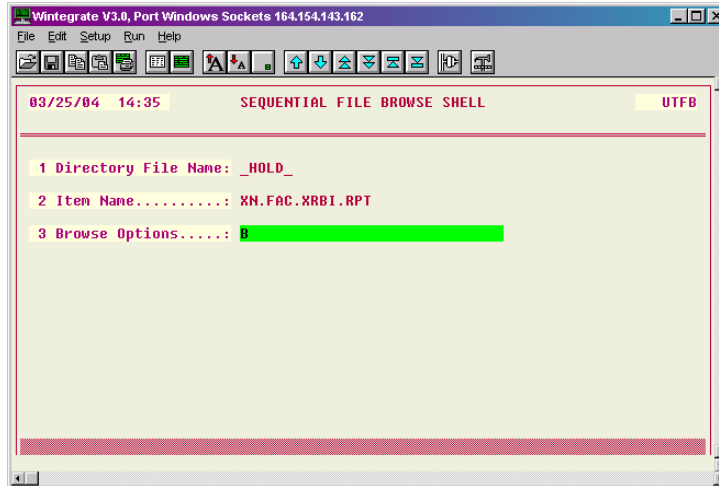 Wintegrate V3.0, Port Windows Sockets 164.154.143.162
File Edit Setup Run Help
03/25/04 14:35 SEQUENTIAL FILE BROWSE SHELL UTFB
1 Directory File Name: _HOLD_
2 Item Name..........: XN.FAC.XRBI.RPT
3 Browse Options.....: B